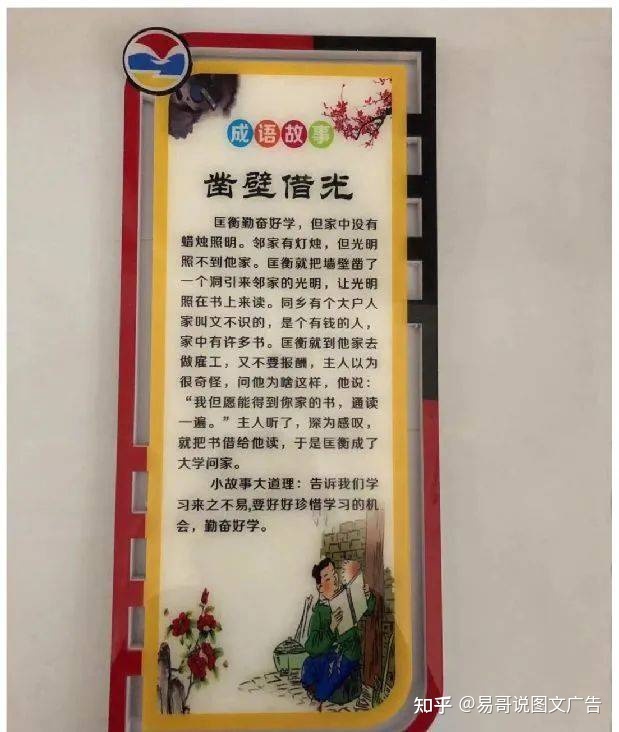 成语故事
凿壁借光
匡衡勤奋好学，但家中没有
蜡烛照明。邻家有灯烛，但光明
照不到他家。匡衡就把墙壁凿了
一个洞引来邻家的光明，让光明
照在书上来读。同乡有个大户人
家叫文不识的，是个有钱的人，
家中有许多书。匡衡就到他家去
做雇工，又不要报酬，主人以为
很奇怪，问他为啥这样，他说：
“我但愿能得到你家的书，通读
一遍。”主人听了，深为感叹，
就把书借给他读，于是匡衡成了
大学问家。
小故事大道理：告诉我们学
习来之不易,要好好珍惜学习的机
会，勤奋好学。
知乎 @易哥说图文广告